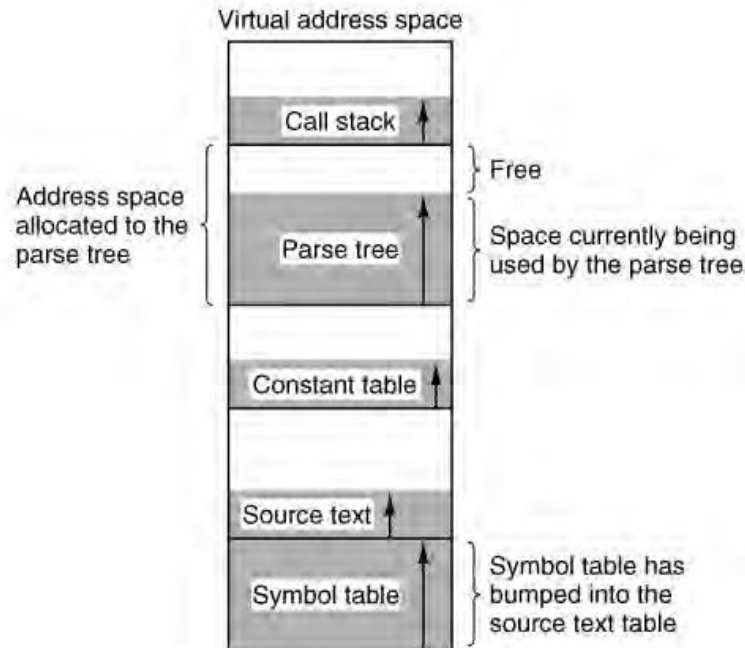 Virtual address space
Call stack
Free
Address space
allocated to the
parse tree
Parse tree
Space currently being
used by the parse tree
Constant table
Source text
Symbol table
Symbol table has
bumped into the
source text table